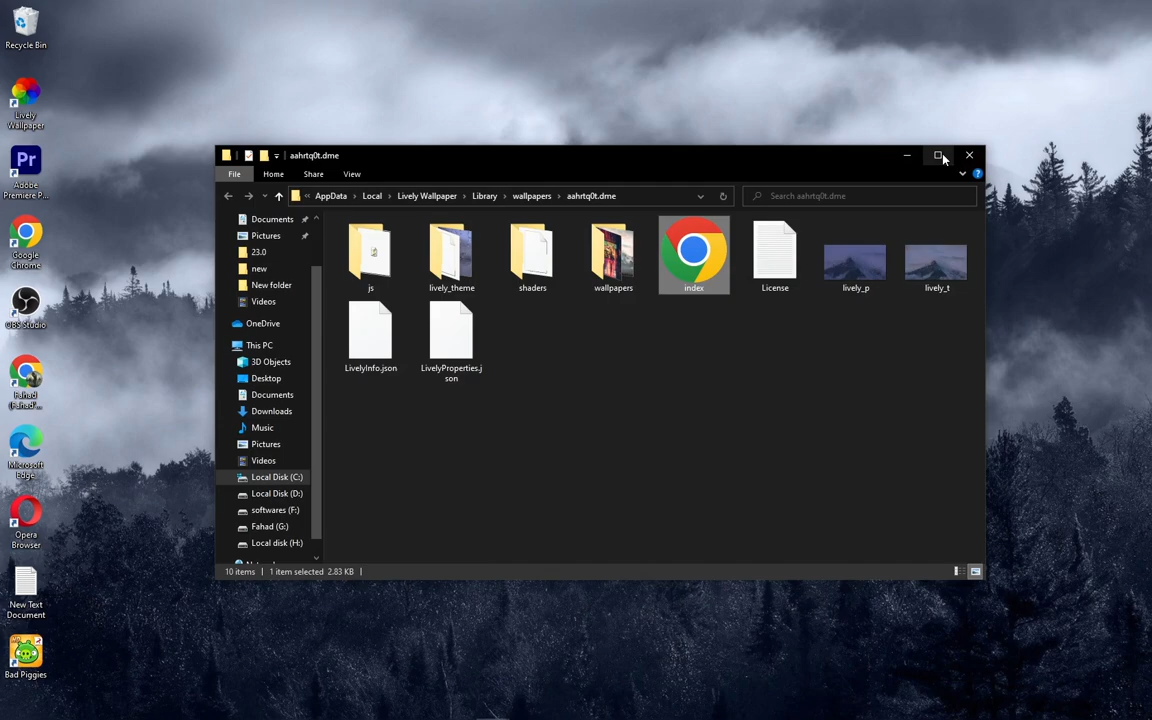 Recycle Bin
Lively
Wallpaper
Adobe
Premiere P...
Google
Chrome
OBS Studio
Fahad
(Fahad'...
Microsoft
Edge
Opera
Browser
New Text
Document
Bad Piggies
aahrtq0t.dme
File Home Share View
« AppData › Local › Lively Wallpaper › Library › wallpapers › aahrtq0t.dme
Search aahrtq0t.dme
Documents
Pictures
23.0
new
New folder
Videos
OneDrive
This PC
3D Objects
Desktop
Documents
Downloads
Music
Pictures
Videos
Local Disk (C:)
Local Disk (D:)
softwares (F:)
Fahad (G:)
Local disk (H:)
js
lively_theme
shaders
wallpapers
index
License
lively_p
lively_t
LivelyInfo.json
LivelyProperties.j
son
10 items | 1 item selected 2.83 KB |